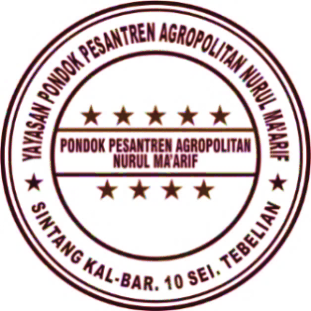 YAYASAN PONDOK PESANTREN AGROPOLITAN NURUL MA'ARIF
PONDOK PESANTREN AGROPOLITAN
NURUL MA'ARIF
SINTANG KAL-BAR. 10 SEI. TEBELIAN